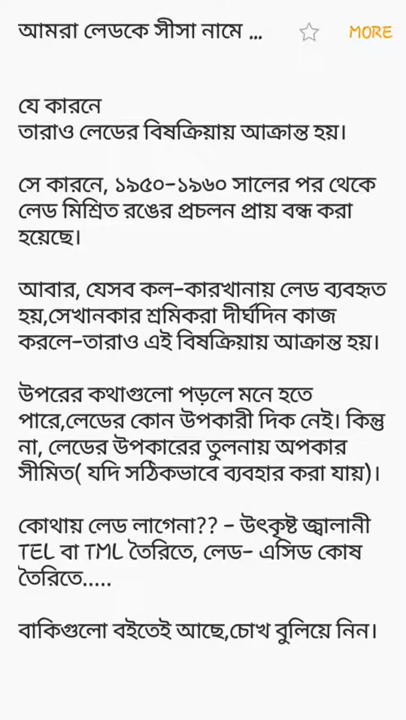 আমরা লেডকে সীসা নামে ...
MORE
যে কারনে
তারাও লেডের বিষক্রিয়ায় আক্রান্ত হয়।
সে কারনে, ১৯৫০-১৯৬০ সালের পর থেকে
লেড মিশ্রিত রঙের প্রচলন প্রায় বন্ধ করা
হয়েছে।
আবার, যেসব কল-কারখানায় লেড ব্যবহৃত
হয়,সেখানকার শ্রমিকরা দীর্ঘদিন কাজ
করলে-তারাও এই বিষক্রিয়ায় আক্রান্ত হয়।
উপরের কথাগুলো পড়লে মনে হতে
পারে,লেডের কোন উপকারী দিক নেই। কিন্তু
না, লেডের উপকারের তুলনায় অপকার
সীমিত( যদি সঠিকভাবে ব্যবহার করা যায়)।
কোথায় লেড লাগেনা?? - উৎকৃষ্ট জ্বালানী
TEL বা TML তৈরিতে, লেড- এসিড কোষ
তৈরিতে.....
বাকিগুলো বইতেই আছে,চোখ বুলিয়ে নিন।